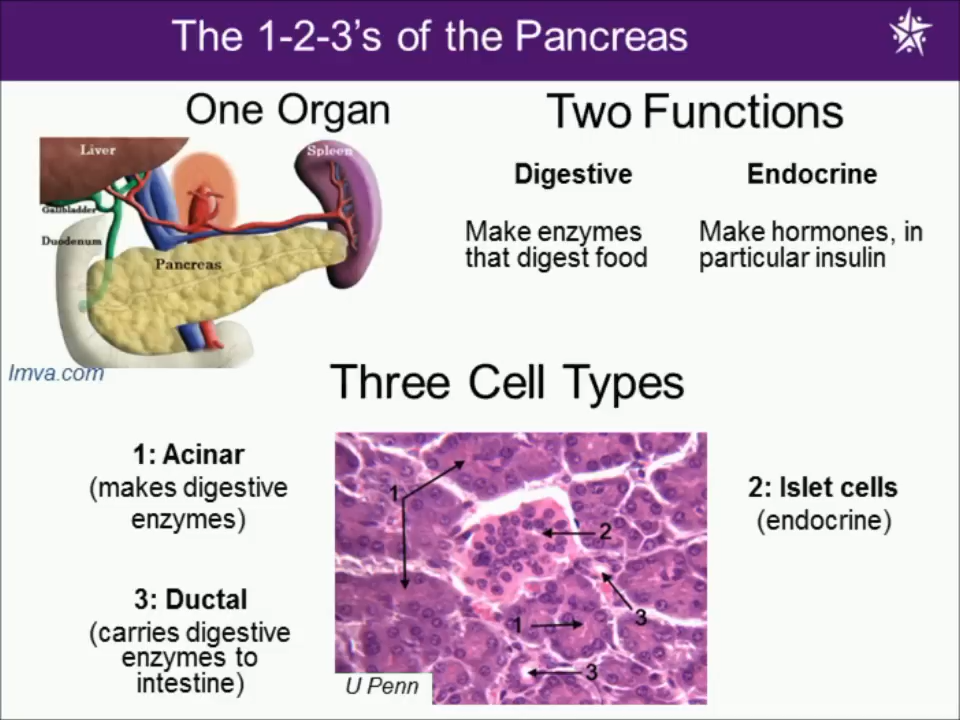 The 1-2-3’s of the Pancreas
One Organ
Two Functions
Liver
Spleen
Gallbladder
Duodenum
Pancreas
Imva.com
Digestive
Endocrine
Make enzymes
that digest food
Make hormones, in
particular insulin
Three Cell Types
1: Acinar
(makes digestive
enzymes)
3: Ductal
(carries digestive
enzymes to
intestine)
1
2
3
1
3
U Penn
2: Islet cells
(endocrine)